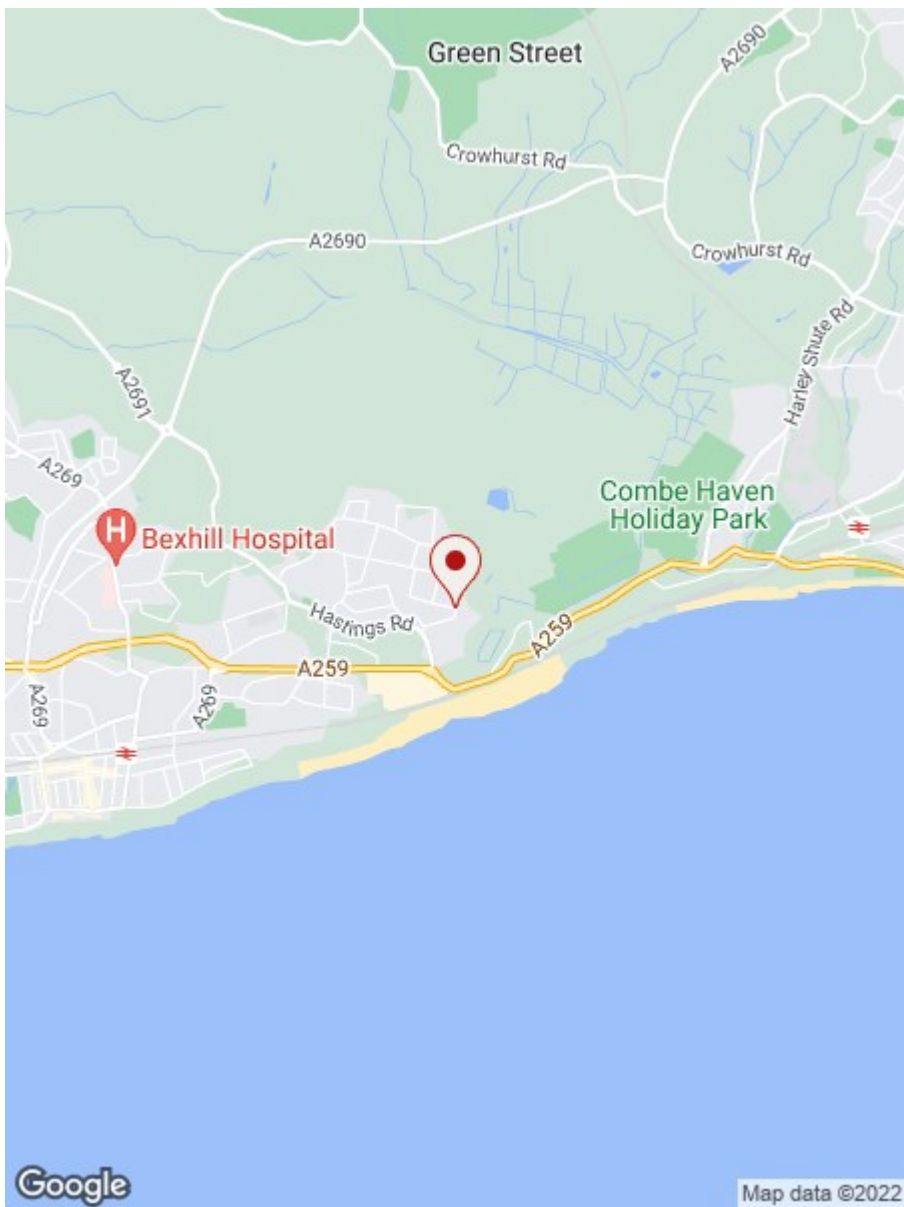 Green Street
A2690
Crowhurst Rd
A2690
Crowhurst Rd
Harley Shute Rd
A2691
A269
H
Bexhill Hospital
Combe Haven
Holiday Park
Hastings Rd
A259
A259
A269
A269
Google
Map data ©2022